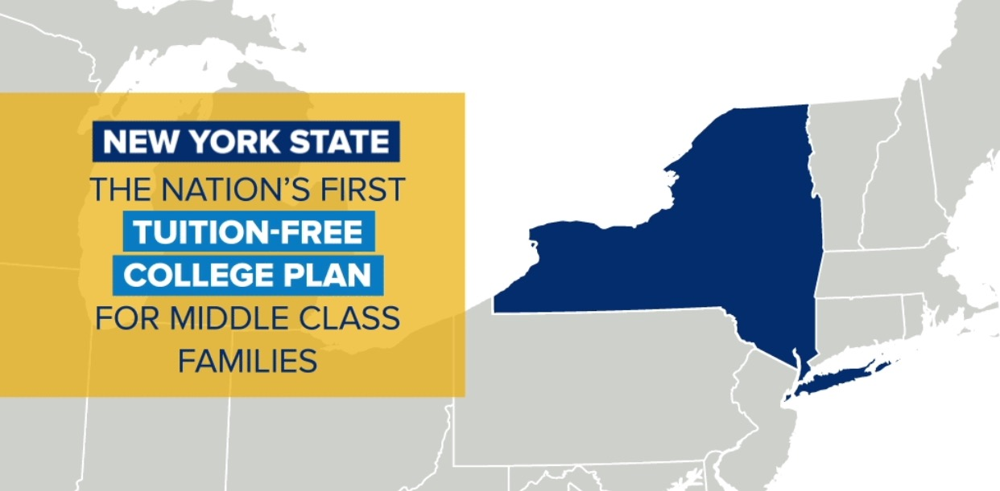 NEW YORK STATE
THE NATION’S FIRST
TUITION-FREE
COLLEGE PLAN
FOR MIDDLE CLASS
FAMILIES